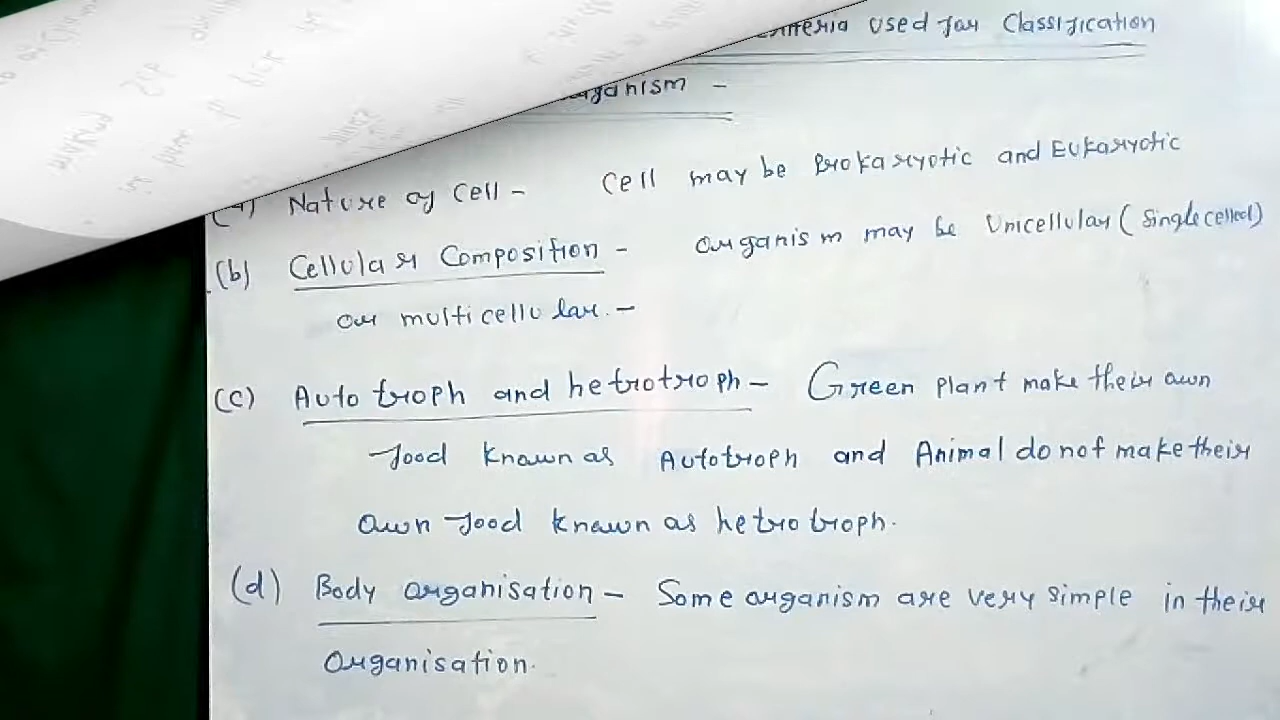 used for Classification
Nature of Cell - Cell may be Prokaryotic and Eukaryotic
(b) Cellular Composition - Organism may be Unicellular (Single celled)
or multicellular. -
(c) Autotroph and hetrotroph - Green Plant make their own
food known as Autotroph and Animal do not make their
own food known as hetrotroph.
(d) Body organisation - Some organism are very simple in their
organisation.